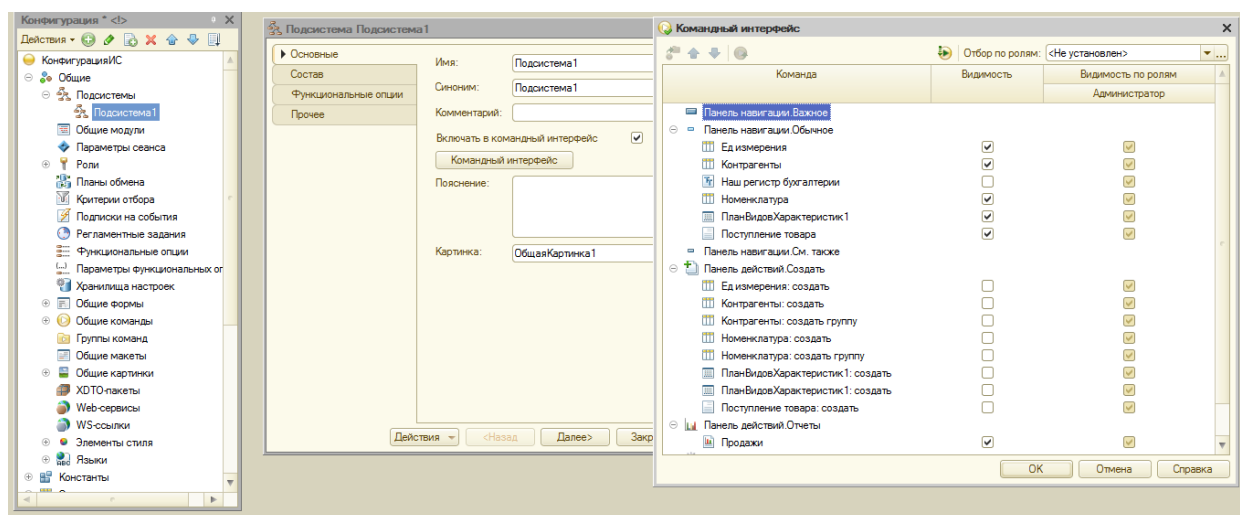 Конфигурация * <!>
Действия
КонфигурацияИС
Общие
Подсистемы
Подсистема1
Общие модули
Параметры сеанса
Роли
Планы обмена
Критерии отбора
Подписки на события
Регламентные задания
Функциональные опции
Параметры функциональных оп
Хранилища настроек
Общие формы
Общие команды
Группы команд
Общие макеты
Общие картинки
XDTO-пакеты
Web-сервисы
WS-ссылки
Элементы стиля
Языки
Константы
Подсистема Подсистема1
Основные
Состав
Функциональные опции
Прочее
Имя: Подсистема1
Синоним: Подсистема1
Комментарий:
Включать в командный интерфейс
Командный интерфейс
Пояснение:
Картинка: ОбщаяКартинка1
Действия <Назад Далее> Закр
Командный интерфейс
Отбор по ролям: <Не установлен> ...
Команда Видимость Видимость по ролям
Администратор
Панель навигации.Важное
Панель навигации.Обычное
Ед измерения
Контрагенты
Наш регистр бухгалтерии
Номенклатура
ПланВидовХарактеристик1
Поступление товара
Панель навигации.См. также
Панель действий.Создать
Ед измерения: создать
Контрагенты: создать
Контрагенты: создать группу
Номенклатура: создать
Номенклатура: создать группу
ПланВидовХарактеристик1: создать
ПланВидовХарактеристик1: создать
Поступление товара: создать
Панель действий.Отчеты
Продажи
OK Отмена Справка